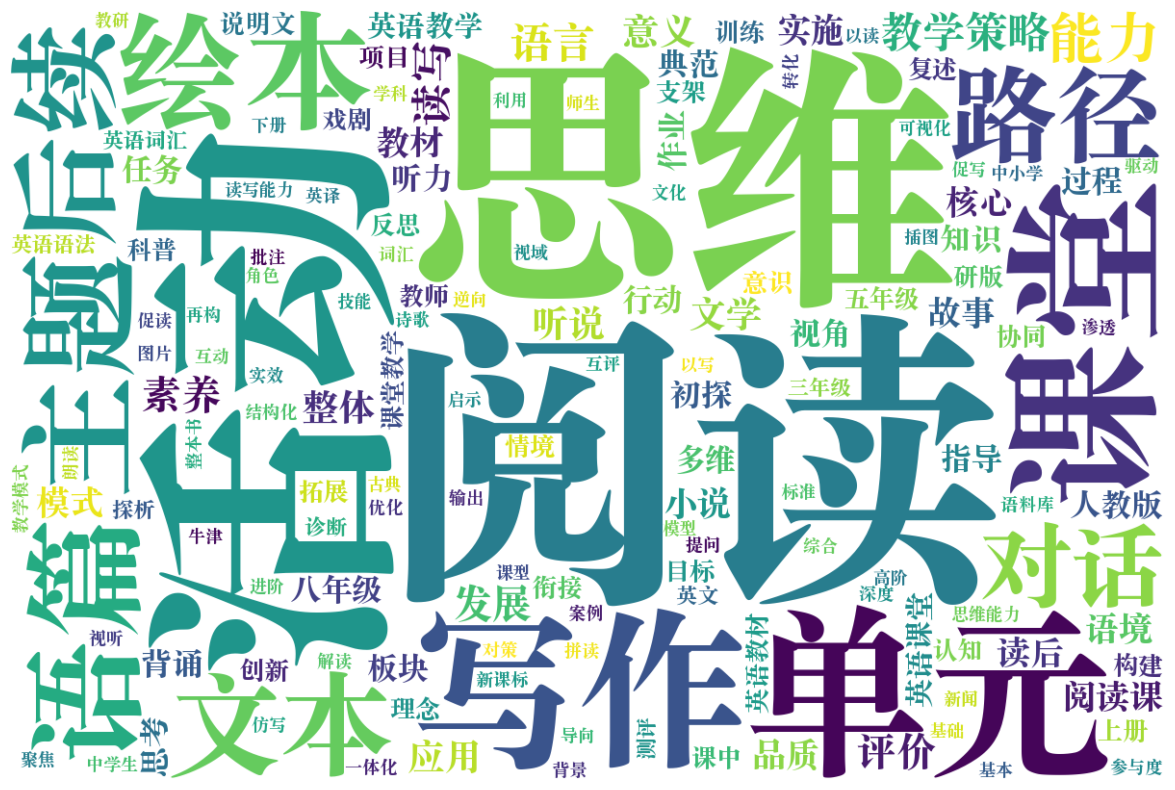 教研
说明文
英语教学
语言
意义
训练
实施
以读
教学策略
能力
读后续
绘本
项目
读写
学科
典范
支架
转化
复述
路径
下册
戏剧
利用
师生
思维
作业
可视化
促写
中小学
驱动
英语词汇
任务
教材
听力
文化
核心
过程
读写能力
英译
活动
反思
词汇
视域
插图
知识
课堂
英语语法
科普
批注
角色
技能
教师
逆向
诗歌
行动
听说
文学
意识
五年级
研版
故事
协同
渗透
主题
促读
再构
图片
互动
实效
素养
结构化
整体
课堂教学
阅读
互评
以写
启示
视角
初探
三年级
整本书
朗读
教学模式
模式
探析
牛津
拓展
诊断
古典
优化
情境
输出
多维
小说
模型
提问
标准
综合
指导
语料库
人教版
语篇
视听
进阶
八年级
课型
衔接
发展
案例
目标
英文
高阶
深度
对话
思维能力
语境
背诵
创新
解读
板块
写作
对策
拼读
新课标
英语教材
单元
英语课堂
认知
读后
构建
阅读课
新闻
基础
上册
思考
文本
仿写
理念
导向
测评
聚焦
中学生
一体化
应用
背景
课中
品质
评价
基本
参与度